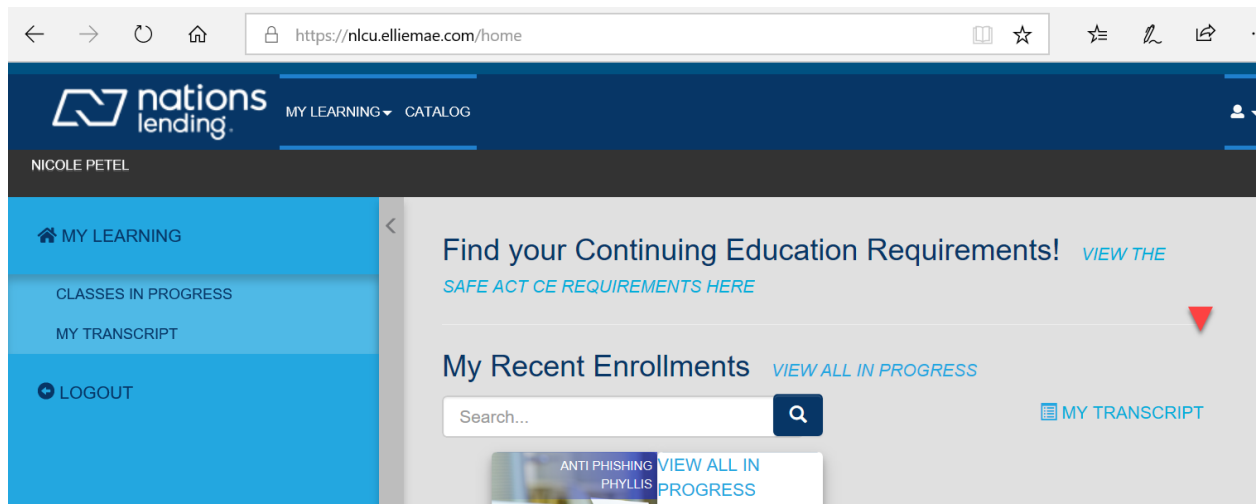 https://nlcu.elliemae.com/home
nations
lending.
MY LEARNING CATALOG
NICOLE PETEL
MY LEARNING
CLASSES IN PROGRESS
MY TRANSCRIPT
LOGOUT
Find your Continuing Education Requirements! VIEW THE
SAFE ACT CE REQUIREMENTS HERE
My Recent Enrollments VIEW ALL IN PROGRESS
Search...
MY TRANSCRIPT
ANTI PHISHING
PHYLLIS
VIEW ALL IN
PROGRESS